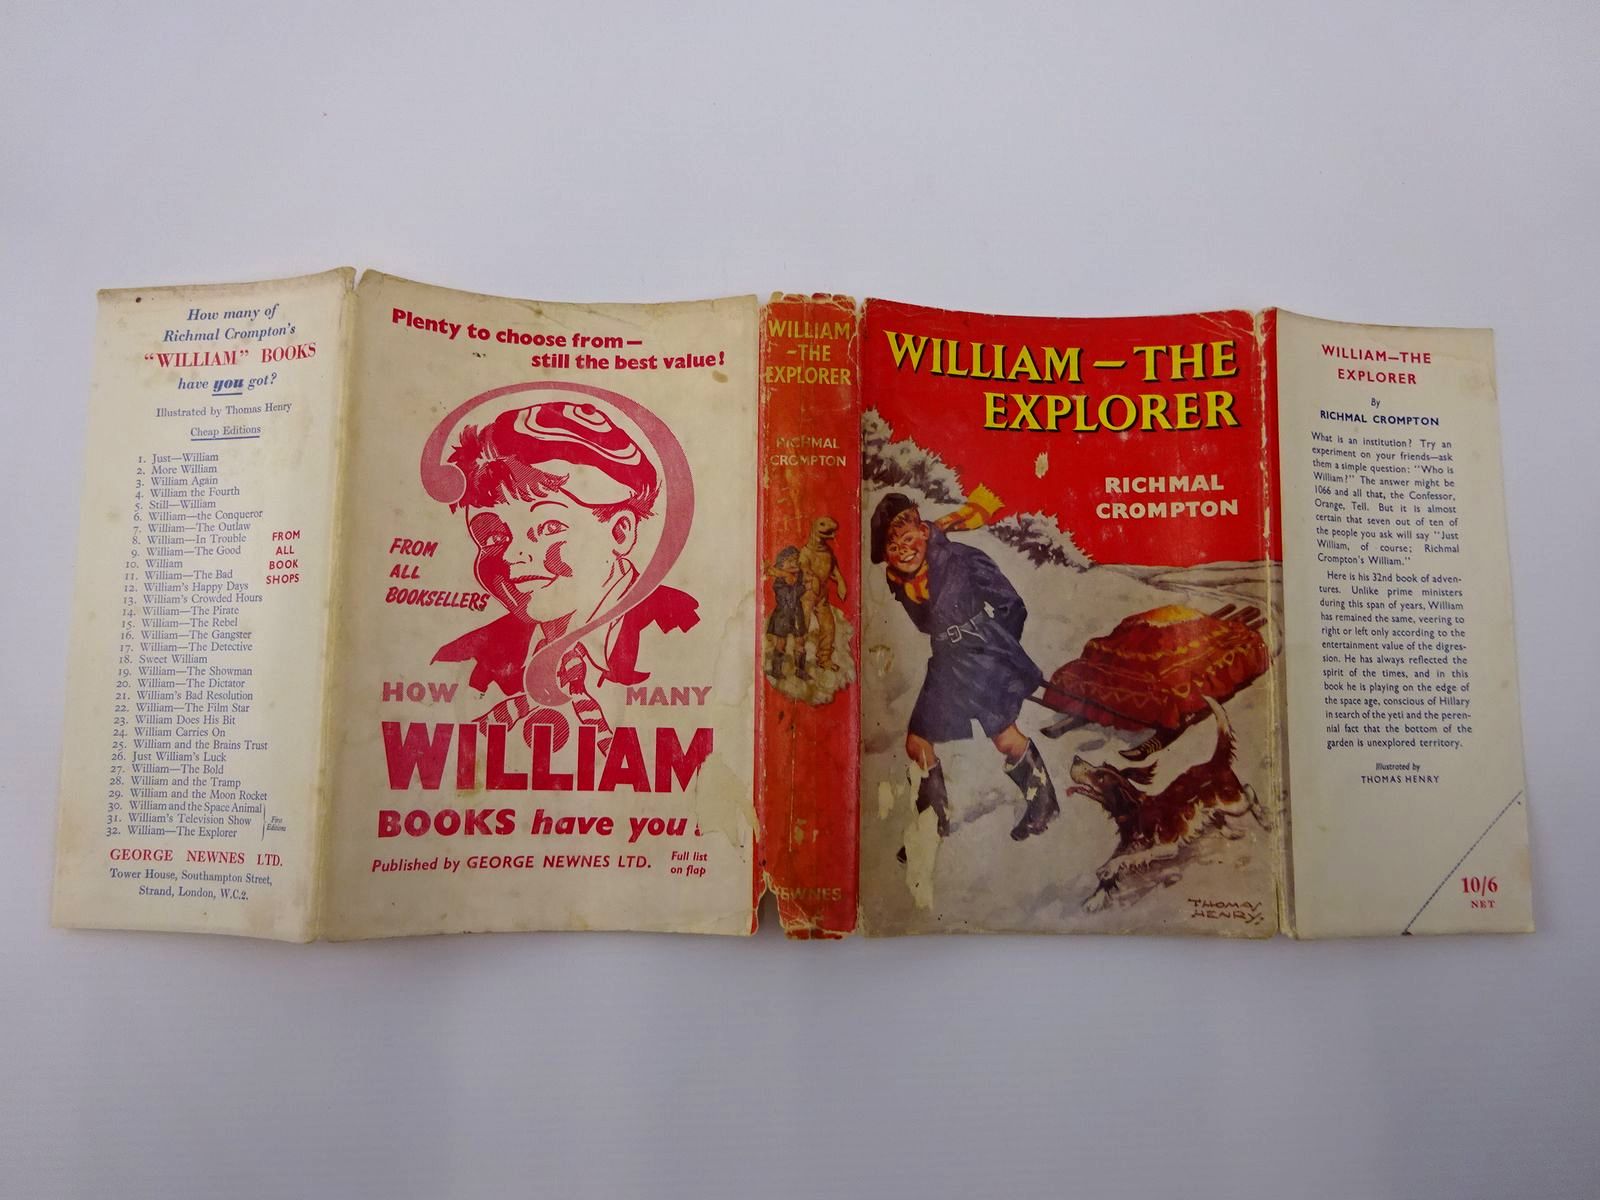 How many of
Richmal Crompton's
"WILLIAM" BOOKS
have you got?
Illustrated by Thomas Henry
Cheap Editions
1. Just—William
2. More William
3. William Again
4. William the Fourth
5. Still—William
6. William—the Conqueror
7. William—The Outlaw
8. William—In Trouble
9. William—The Good
10. William
11. William—The Bad
12. William's Happy Days
13. William's Crowded Hours
14. William—The Pirate
15. William—The Rebel
16. William—The Gangster
17. William—The Detective
18. Sweet William
19. William—The Showman
20. William—The Dictator
21. William's Bad Resolution
22. William—The Film Star
23. William Does His Bit
24. William Carries On
25. William and the Brains Trust
26. Just William's Luck
27. William—The Bold
28. William and the Tramp
29. William and the Moon Rocket
30. William and the Space Animal
31. William's Television Show
32. William—The Explorer
First
Editions
FROM
ALL
BOOK
SHOPS
GEORGE NEWNES LTD.
Tower House, Southampton Street,
Strand, London, W.C.2.
Plenty to choose from—
still the best value!
FROM
ALL
BOOKSELLERS
HOW MANY
WILLIAM
BOOKS have you
Published by GEORGE NEWNES LTD.
Full list
on flap
WILLIAM
-THE
EXPLORER
RICHMAL
CROMPTON
NEWNES
WILLIAM – THE
EXPLORER
RICHMAL
CROMPTON
THOMAS
HENRY.
WILLIAM—THE
EXPLORER
By
RICHMAL CROMPTON
What is an institution? Try an
experiment on your friends—ask
them a simple question: "Who is
William?" The answer might be
1066 and all that, the Confessor,
Orange, Tell. But it is almost
certain that seven out of ten of
the people you ask will say "Just
William, of course; Richmal
Crompton's William."
Here is his 32nd book of adven-
tures. Unlike prime ministers
during this span of years, William
has remained the same, veering to
right or left only according to the
entertainment value of the digres-
sion. He has always reflected the
spirit of the times, and in this
book he is playing on the edge of
the space age, conscious of Hillary
in search of the yeti and the peren-
nial fact that the bottom of the
garden is unexplored territory.
Illustrated by
THOMAS HENRY
10/6
NET